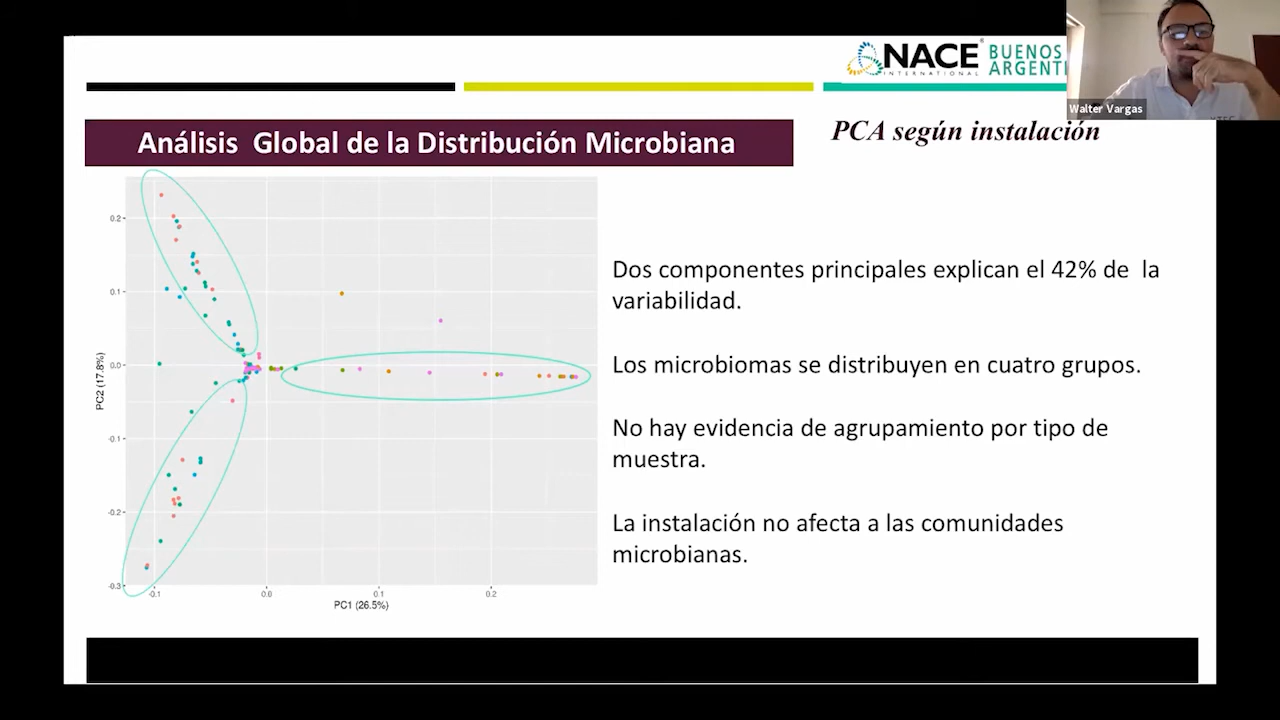 NACE
INTERNATIONAL
BUENOS
ARGENTI
Walter Vargas
Análisis  Global de la Distribución Microbiana
PCA según instalación
0.2
0.1
0.0
-0.1
-0.2
-0.3
PC2 (17.8%)
-0.1
0.0
0.1
0.2
PC1 (26.5%)
Dos componentes principales explican el 42% de  la
variabilidad.
Los microbiomas se distribuyen en cuatro grupos.
No hay evidencia de agrupamiento por tipo de
muestra.
La instalación no afecta a las comunidades
microbianas.